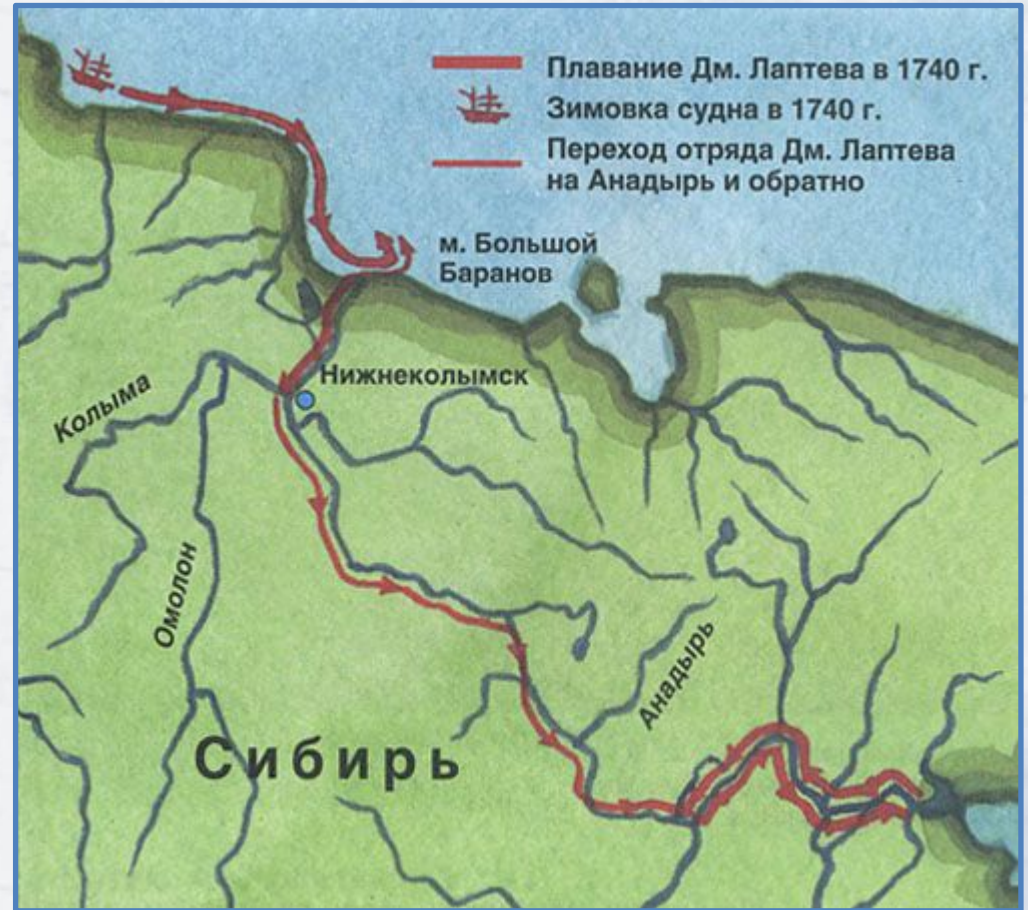 Плавание Дм. Лаптева в 1740 г.
Зимовка судна в 1740 г.
Переход отряда Дм. Лаптева
на Анадырь и обратно
м. Большой
Баранов
Нижнеколымск
Колыма
Омолон
Анадырь
Сибирь